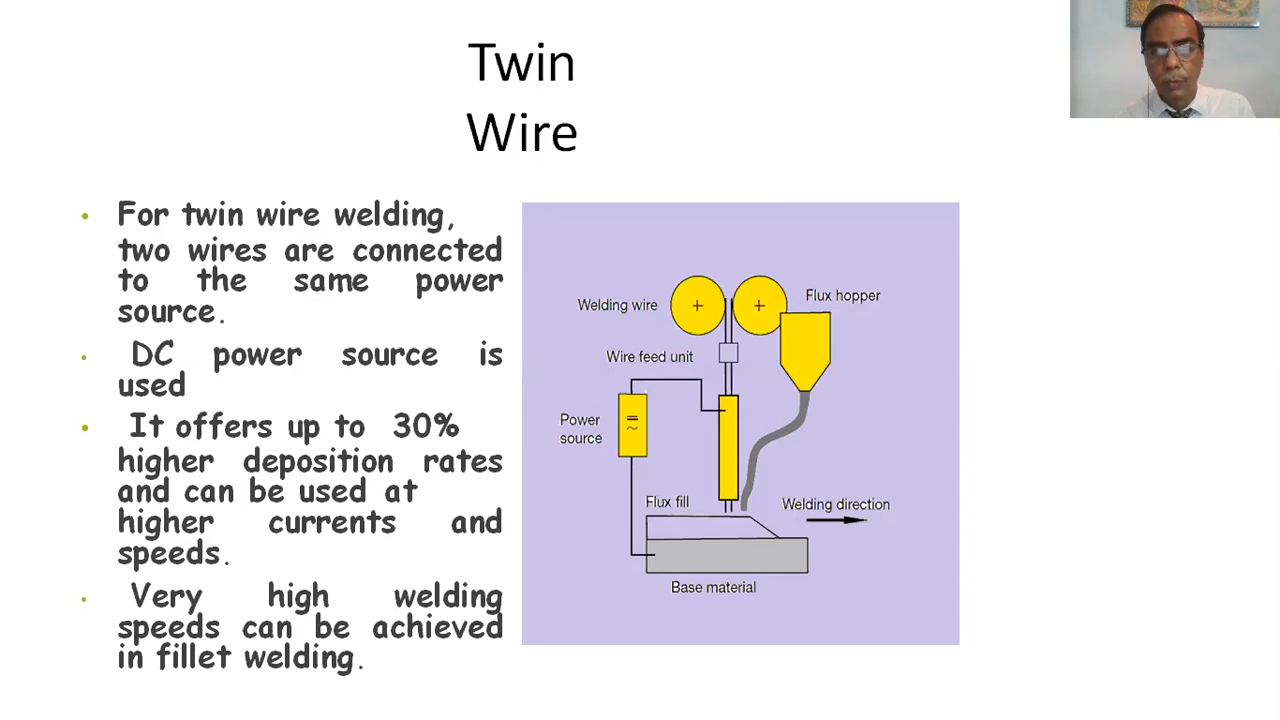 Twin
Wire
• For twin wire welding,
two wires are connected
to the same power
source.
• DC power source is
used
• It offers up to 30%
higher deposition rates
and can be used at
higher currents and
speeds.
• Very high welding
speeds can be achieved
in fillet welding.
Welding wire
+ +
Flux hopper
Wire feed unit
Power
source
=
~
Flux fill
Welding direction
Base material